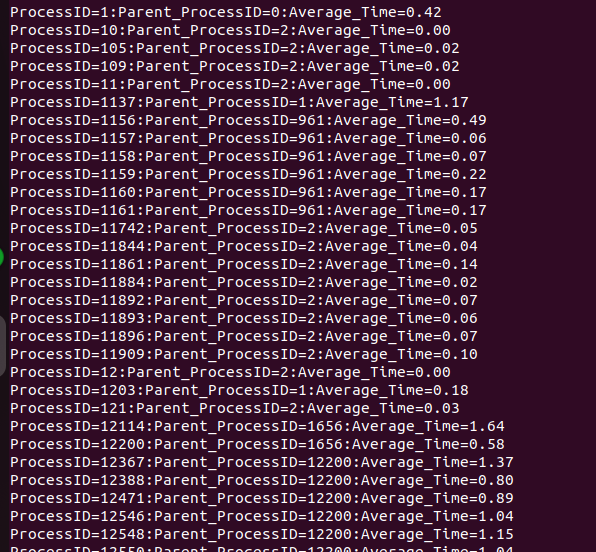 ProcessID=1:Parent_ProcessID=0:Average_Time=0.42
ProcessID=10:Parent_ProcessID=2:Average_Time=0.00
ProcessID=105:Parent_ProcessID=2:Average_Time=0.02
ProcessID=109:Parent_ProcessID=2:Average_Time=0.02
ProcessID=11:Parent_ProcessID=2:Average_Time=0.00
ProcessID=1137:Parent_ProcessID=1:Average_Time=1.17
ProcessID=1156:Parent_ProcessID=961:Average_Time=0.49
ProcessID=1157:Parent_ProcessID=961:Average_Time=0.06
ProcessID=1158:Parent_ProcessID=961:Average_Time=0.07
ProcessID=1159:Parent_ProcessID=961:Average_Time=0.22
ProcessID=1160:Parent_ProcessID=961:Average_Time=0.17
ProcessID=1161:Parent_ProcessID=961:Average_Time=0.17
ProcessID=11742:Parent_ProcessID=2:Average_Time=0.05
ProcessID=11844:Parent_ProcessID=2:Average_Time=0.04
ProcessID=11861:Parent_ProcessID=2:Average_Time=0.14
ProcessID=11884:Parent_ProcessID=2:Average_Time=0.02
ProcessID=11892:Parent_ProcessID=2:Average_Time=0.07
ProcessID=11893:Parent_ProcessID=2:Average_Time=0.06
ProcessID=11896:Parent_ProcessID=2:Average_Time=0.07
ProcessID=11909:Parent_ProcessID=2:Average_Time=0.10
ProcessID=12:Parent_ProcessID=2:Average_Time=0.00
ProcessID=1203:Parent_ProcessID=1:Average_Time=0.18
ProcessID=121:Parent_ProcessID=2:Average_Time=0.03
ProcessID=12114:Parent_ProcessID=1656:Average_Time=1.64
ProcessID=12200:Parent_ProcessID=1656:Average_Time=0.58
ProcessID=12367:Parent_ProcessID=12200:Average_Time=1.37
ProcessID=12388:Parent_ProcessID=12200:Average_Time=0.80
ProcessID=12471:Parent_ProcessID=12200:Average_Time=0.89
ProcessID=12546:Parent_ProcessID=12200:Average_Time=1.04
ProcessID=12548:Parent_ProcessID=12200:Average_Time=1.15
ProcessID=12550:Parent_ProcessID=12200:Average_Time=1.04